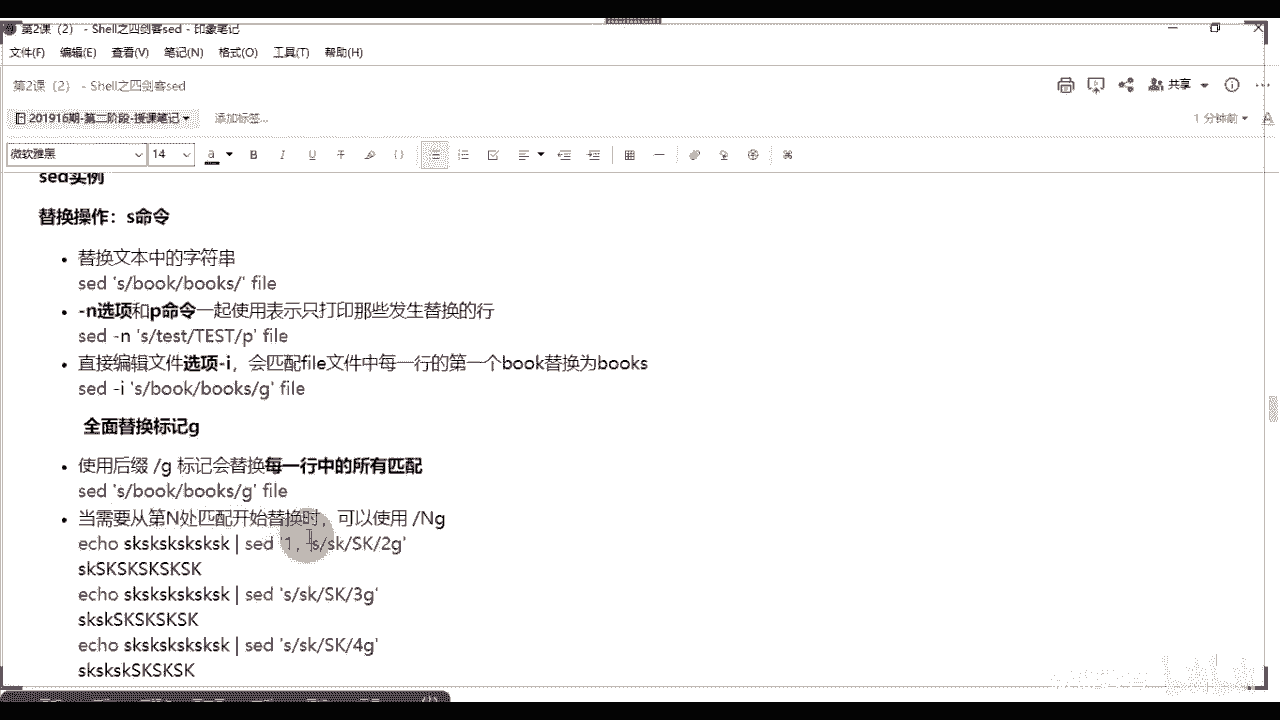 第2课（2） - Shell之四剑客sed - 印象笔记
文件(F) 编辑(E) 查看(V) 笔记(N) 格式(O) 工具(T) 帮助(H)
第2课（2） - Shell之四剑客sed
共享
201916期-第二阶段-授课笔记
添加标签...
1 分钟前
微软雅黑 14
sed实例
替换操作：s命令
替换文本中的字符串
sed 's/book/books/' file
-n选项和p命令一起使用表示只打印那些发生替换的行
sed -n 's/test/TEST/p' file
直接编辑文件选项-i，会匹配file文件中每一行的第一个book替换为books
sed -i 's/book/books/g' file
全面替换标记g
使用后缀 /g 标记会替换每一行中的所有匹配
sed 's/book/books/g' file
当需要从第N处匹配开始替换时，可以使用 /Ng
echo sksksksksksk | sed '1，s/sk/SK/2g'
skSKSKSKSKSK
echo sksksksksksk | sed 's/sk/SK/3g'
skskSKSKSKSK
echo sksksksksksk | sed 's/sk/SK/4g'
skskskSKSKSK